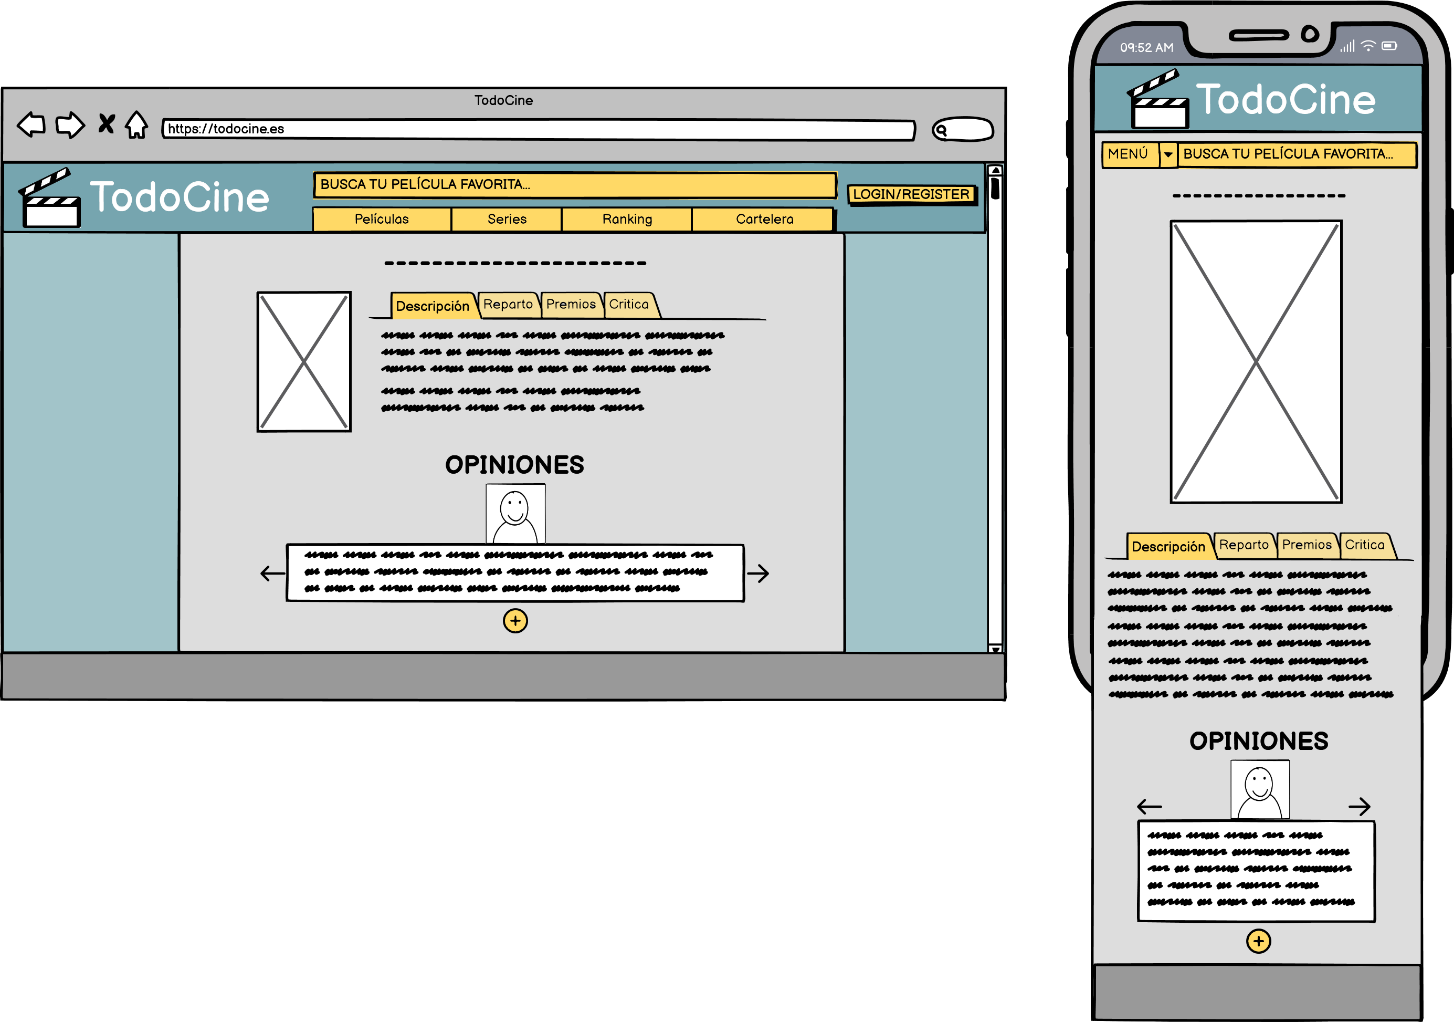 TodoCine
https://todocine.es
TodoCine
BUSCA TU PELÍCULA FAVORITA...
LOGIN/REGISTER
Películas
Series
Ranking
Cartelera
Descripción
Reparto
Premios
Critica
OPINIONES
+
09:52 AM
TodoCine
MENÚ
BUSCA TU PELÍCULA FAVORITA...
Descripción
Reparto
Premios
Critica
OPINIONES
+